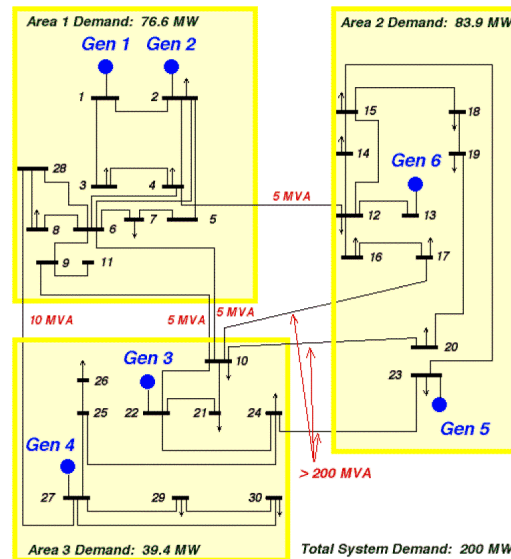 Area 1 Demand: 76.6 MW
Area 2 Demand: 83.9 MW
Gen 1
Gen 2
1
2
15
18
14
Gen 6
19
28
3
4
5 MVA
12
13
8
6
7
5
16
17
9
11
10 MVA
5 MVA
5 MVA
10
20
Gen 3
26
23
22
21
24
25
Gen 5
Gen 4
> 200 MVA
27
29
30
Area 3 Demand: 39.4 MW
Total System Demand: 200 MW